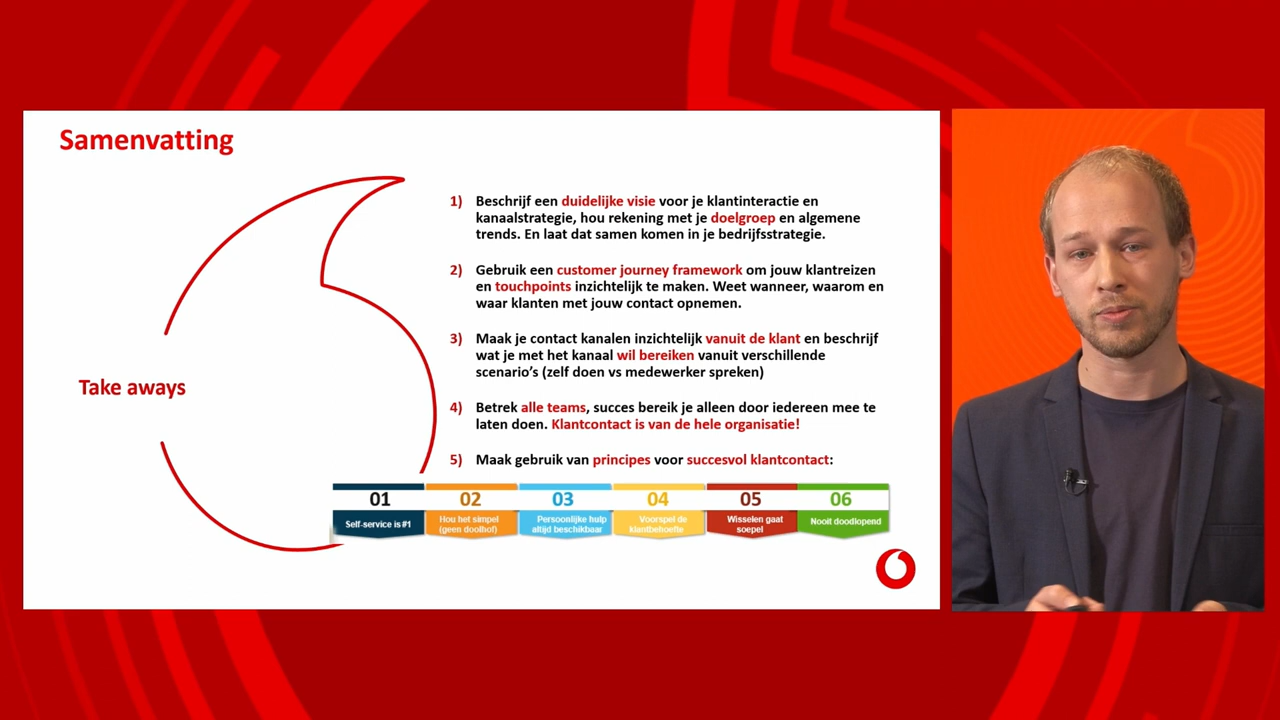 Samenvatting
Take aways
1) Beschrijf een duidelijke visie voor je klantinteractie en
kanaalstrategie, hou rekening met je doelgroep en algemene
trends. En laat dat samen komen in je bedrijfsstrategie.
2) Gebruik een customer journey framework om jouw klantreizen
en touchpoints inzichtelijk te maken. Weet wanneer, waarom en
waar klanten met jouw contact opnemen.
3) Maak je contact kanalen inzichtelijk vanuit de klant en beschrijf
wat je met het kanaal wil bereiken vanuit verschillende
scenario's (zelf doen vs medewerker spreken)
4) Betrek alle teams, succes bereik je alleen door iedereen mee te
laten doen. Klantcontact is van de hele organisatie!
5) Maak gebruik van principes voor succesvol klantcontact:
01
Self-service is #1
02
Hou het simpel
(geen doolhof)
03
Persoonlijke hulp
altijd beschikbaar
04
Voorspel de
klantbehoefte
05
Wisselen gaat
soepel
06
Nooit doodlopend